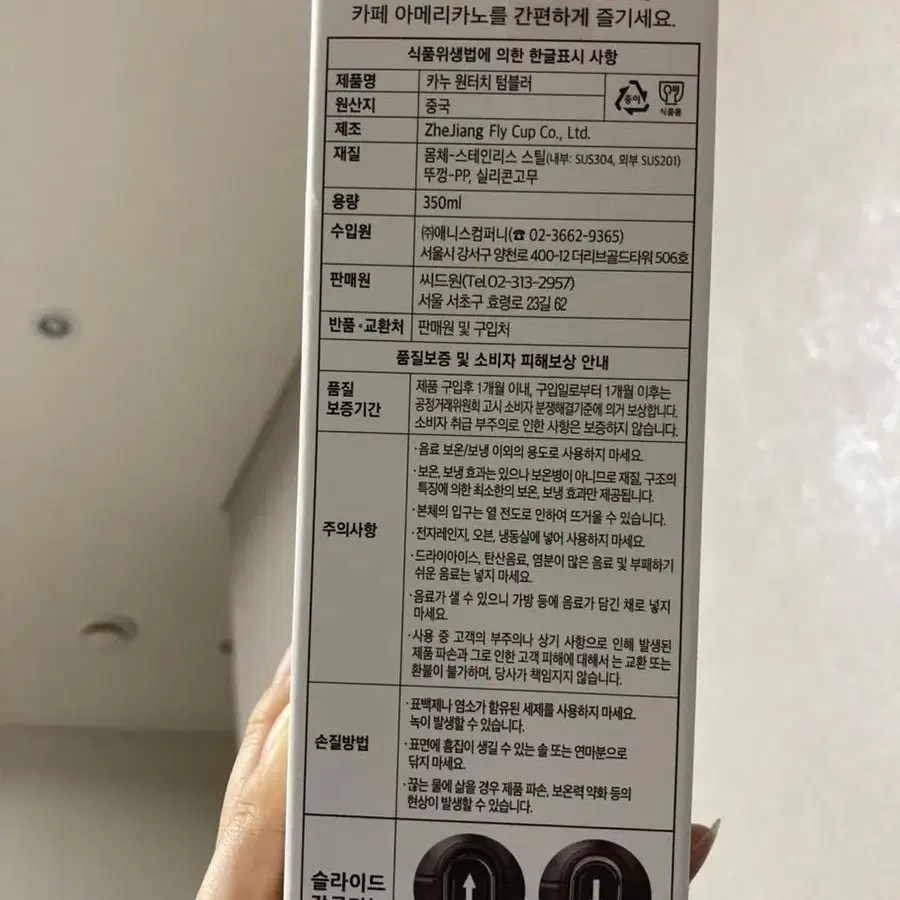 카페 아메리카노를 간편하게 즐기세요.
식품위생법에 의한 한글표시 사항
제품명 카누 원터치 텀블러
원산지 중국
종이
식품용
제조 ZheJiang Fly Cup Co., Ltd.
재질 몸체-스테인리스 스틸(내부: SUS304, 외부 SUS201)
뚜껑-PP, 실리콘고무
용량 350ml
수입원 ㈜애니스컴퍼니(☎ 02-3662-9365)
서울시 강서구 양천로 400-12 더리브골드타워 506호
판매원 씨드원(Tel.02-313-2957)
서울 서초구 효령로 23길 62
반품·교환처 판매원 및 구입처
품질보증 및 소비자 피해보상 안내
품질
보증기간
제품 구입후 1개월 이내, 구입일로부터 1개월 이후는
공정거래위원회 고시 소비자 분쟁해결기준에 의거 보상합니다.
소비자 취급 부주의로 인한 사항은 보증하지 않습니다.
주의사항
·음료 보온/보냉 이외의 용도로 사용하지 마세요.
·보온, 보냉 효과는 있으나 보온병이 아니므로 재질, 구조의
특징에 의한 최소한의 보온, 보냉 효과만 제공됩니다.
·본체의 입구는 열 전도로 인하여 뜨거울 수 있습니다.
·전자레인지, 오븐, 냉동실에 넣어 사용하지 마세요.
·드라이아이스, 탄산음료, 염분이 많은 음료 및 부패하기
쉬운 음료는 넣지 마세요.
·음료가 샐 수 있으니 가방 등에 음료가 담긴 채로 넣지
마세요.
·사용 중 고객의 부주의나 상기 사항으로 인해 발생된
제품 파손과 그로 인한 고객 피해에 대해서 는 교환 또는
환불이 불가하며, 당사가 책임지지 않습니다.
손질방법
·표백제나 염소가 함유된 세제를 사용하지 마세요.
녹이 발생할 수 있습니다.
·표면에 흠집이 생길 수 있는 솔 또는 연마분으로
닦지 마세요.
·끊는 물에 삶을 경우 제품 파손, 보온력 약화 등의
현상이 발생할 수 있습니다.
슬라이드